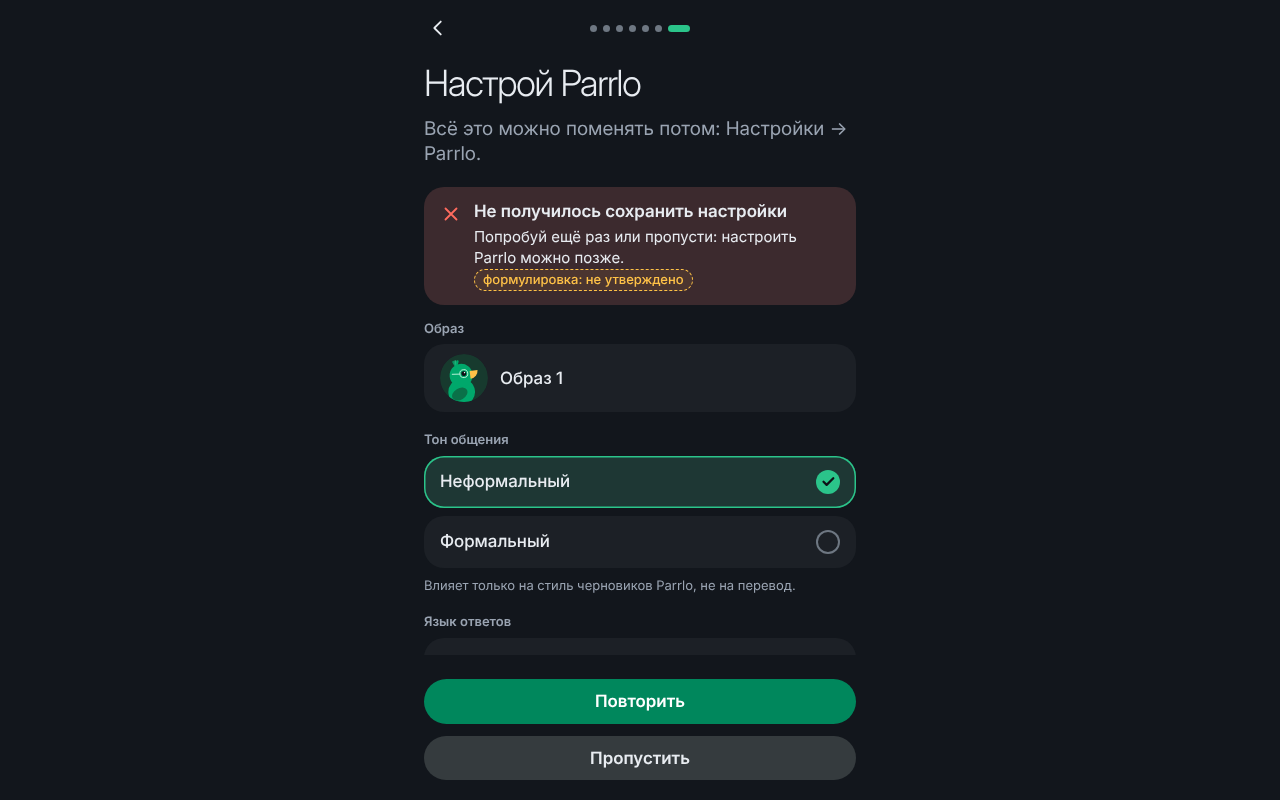 Настрой Parrlo
Всё это можно поменять потом: Настройки →
Parrlo.
Не получилось сохранить настройки
Попробуй ещё раз или пропусти: настроить
Parrlo можно позже.
формулировка: не утверждено
Образ
Образ 1
Тон общения
Неформальный
Формальный
Влияет только на стиль черновиков Parrlo, не на перевод.
Язык ответов
Повторить
Пропустить